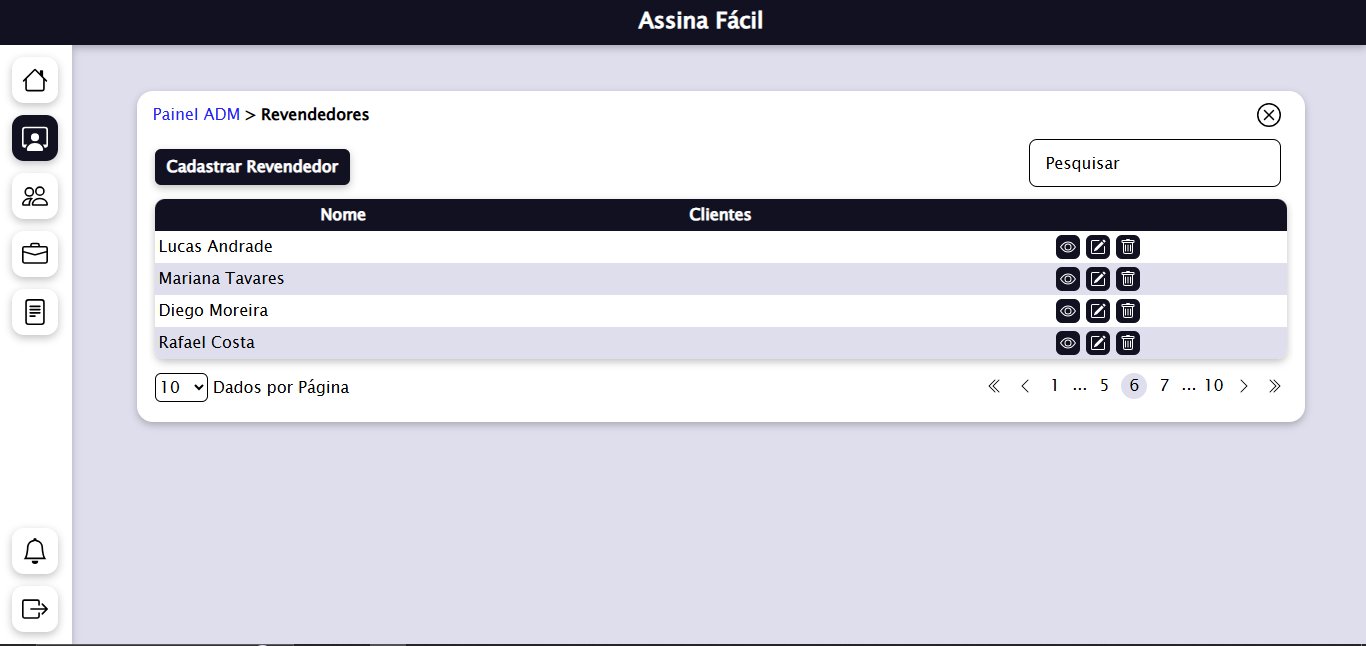 Assina Fácil
Painel ADM > Revendedores
Cadastrar Revendedor
Pesquisar
Nome Clientes
Lucas Andrade
Mariana Tavares
Diego Moreira
Rafael Costa
10 Dados por Página
1 ... 5 6 7 ... 10